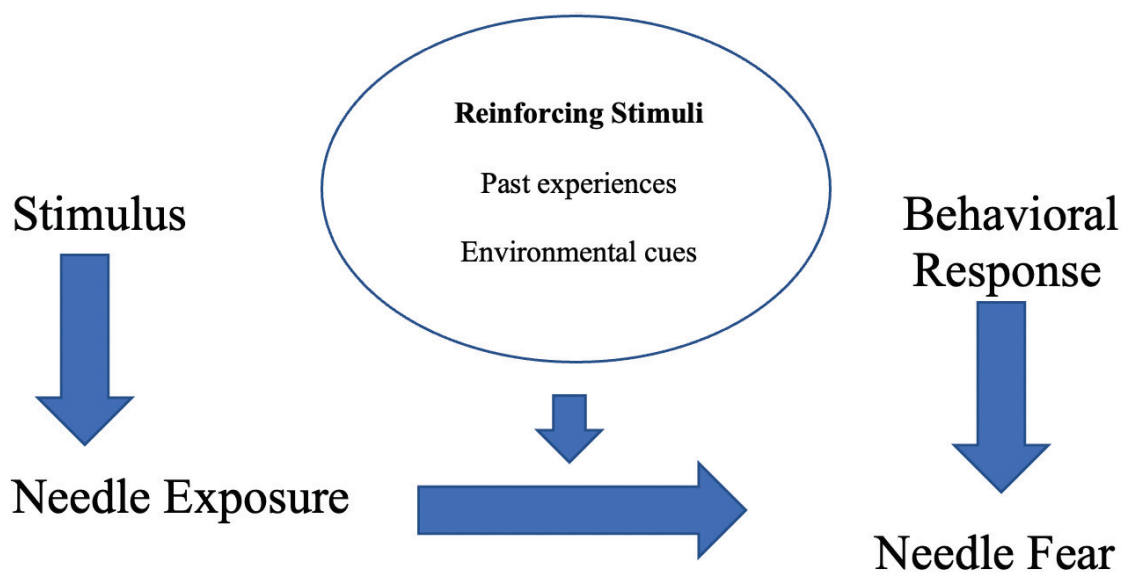 Reinforcing Stimuli
Past experiences
Environmental cues
Stimulus
Behavioral
Response
Needle Exposure
Needle Fear